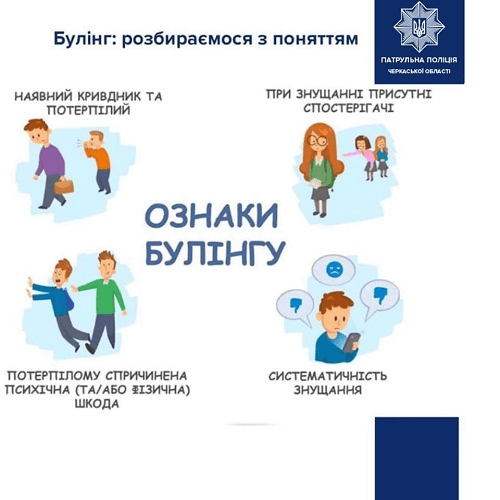 Булінг: розбираємося з поняттям
ПАТРУЛЬНА ПОЛІЦІЯ
ЧЕРКАСЬКОЇ ОБЛАСТІ
НАЯВНИЙ КРИВДНИК ТА
ПОТЕРПІЛИЙ
ПРИ ЗНУЩАННІ ПРИСУТНІ
СПОСТЕРІГАЧІ
ОЗНАКИ
БУЛІНГУ
ПОТЕРПІЛОМУ СПРИЧИНЕНА
ПСИХІЧНА (ТА/АБО ФІЗИЧНА)
ШКОДА
СИСТЕМАТИЧНІСТЬ
ЗНУЩАННЯ